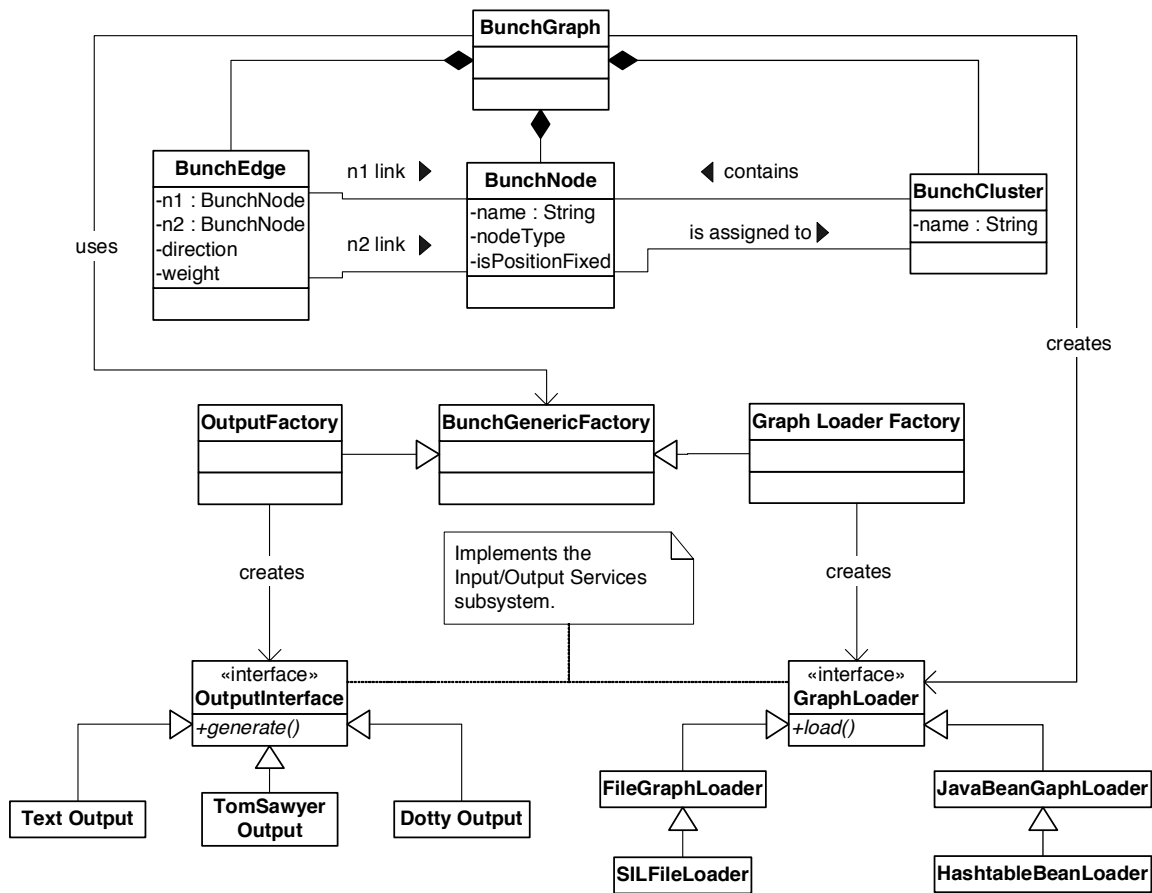 BunchGraph
BunchEdge
-n1 : BunchNode
-n2 : BunchNode
-direction
-weight
n1 link
n2 link
BunchNode
-name : String
-nodeType
-isPositionFixed
contains
is assigned to
BunchCluster
-name : String
uses
creates
OutputFactory
BunchGenericFactory
Graph Loader Factory
creates
Implements the
Input/Output Services
subsystem.
creates
«interface»
OutputInterface
+generate()
«interface»
GraphLoader
+load()
Text Output
TomSawyer
Output
Dotty Output
FileGraphLoader
JavaBeanGaphLoader
SILFileLoader
HashtableBeanLoader